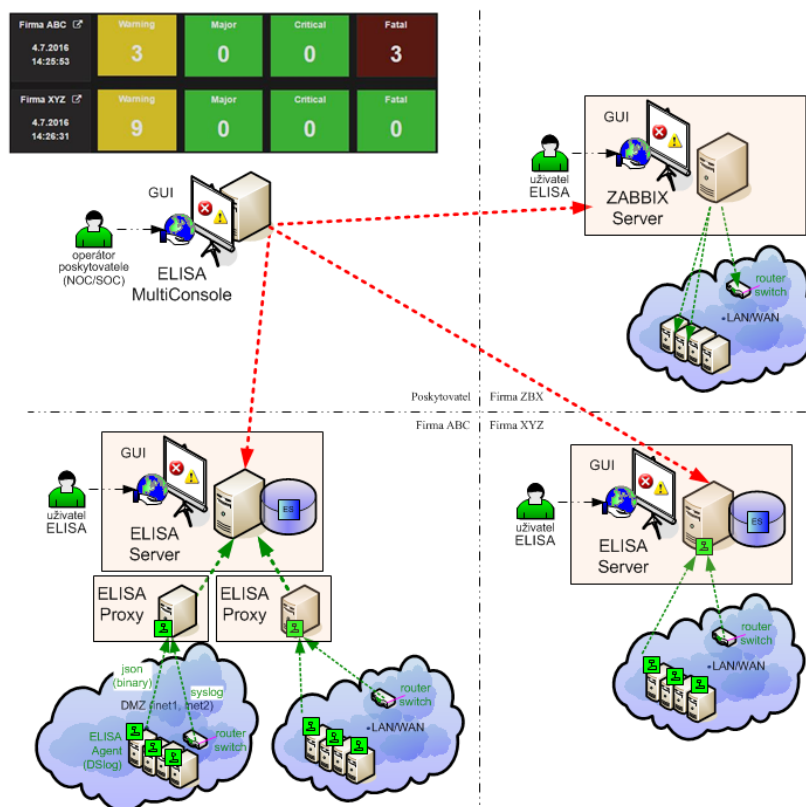 Firma ABC
4.7.2016
14:25:53
Warning
3
Major
0
Critical
0
Fatal
3
Firma XYZ
4.7.2016
14:26:31
Warning
9
Major
0
Critical
0
Fatal
0
GUI
operátor
poskytovatele
(NOC/SOC)
ELISA
MultiConsole
Poskytovatel
GUI
uživatel
ELISA
ZABBIX
Server
router
switch
LAN/WAN
Firma ZBX
Firma ABC
GUI
uživatel
ELISA
ELISA
Server
ES
ELISA
Proxy
ELISA
Proxy
json
(binary)
syslog
DMZ (inet1, inet2)
ELISA
Agent
(DSlog)
router
switch
router
switch
LAN/WAN
Firma XYZ
GUI
uživatel
ELISA
ELISA
Server
ES
router
switch
LAN/WAN